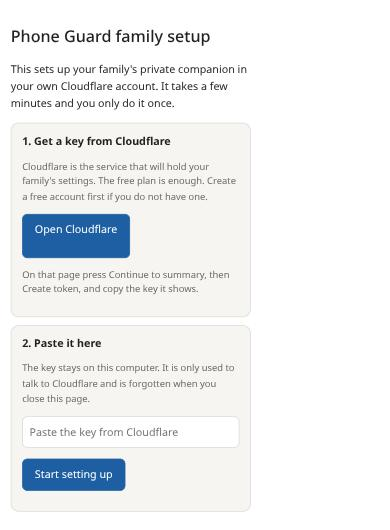 Phone Guard family setup
This sets up your family's private companion in
your own Cloudflare account. It takes a few
minutes and you only do it once.
1. Get a key from Cloudflare
Cloudflare is the service that will hold your
family's settings. The free plan is enough. Create
a free account first if you do not have one.
Open Cloudflare
On that page press Continue to summary, then
Create token, and copy the key it shows.
2. Paste it here
The key stays on this computer. It is only used to
talk to Cloudflare and is forgotten when you
close this page.
Paste the key from Cloudflare
Start setting up